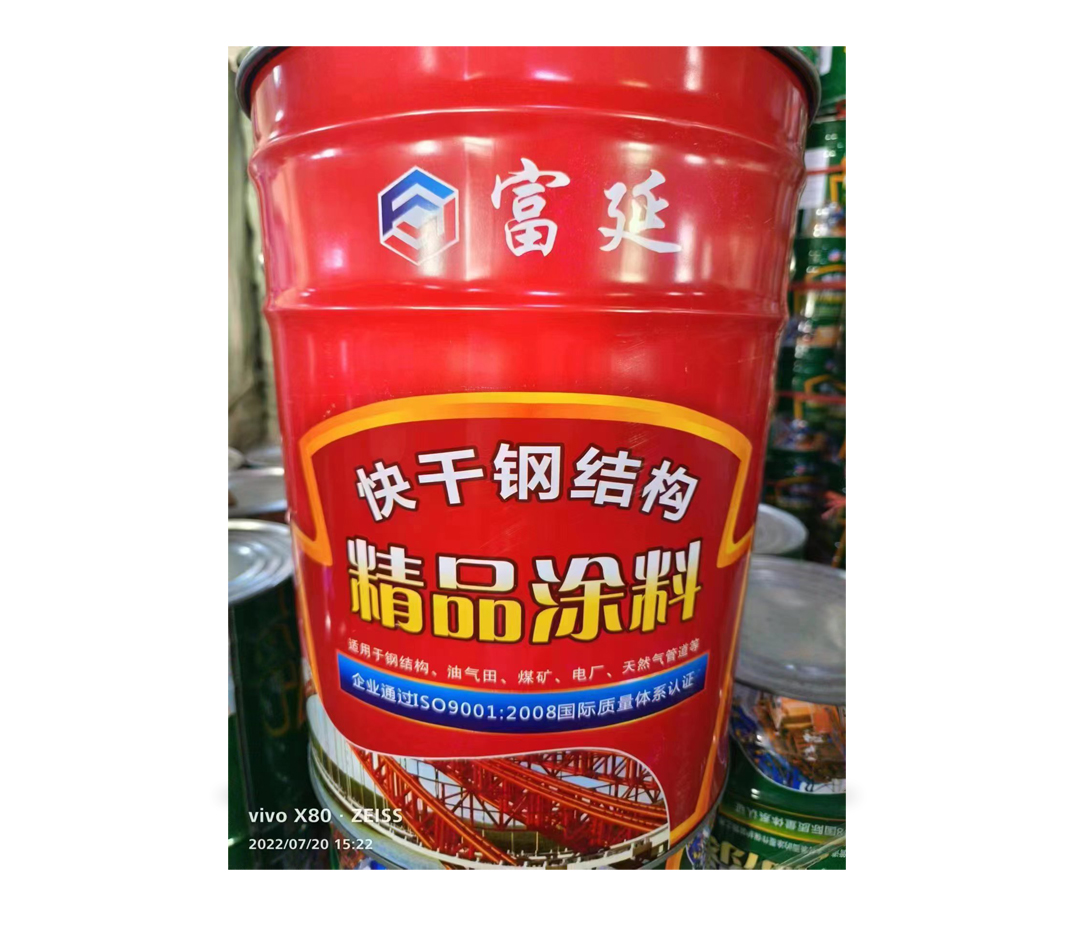 富延
快干钢结构
精品涂料
适用于钢结构、油气田、煤矿、电厂、天然气管道等
企业通过ISO9001:2008国际质量体系认证
vivo X80 · ZEISS
2022/07/20 15:22